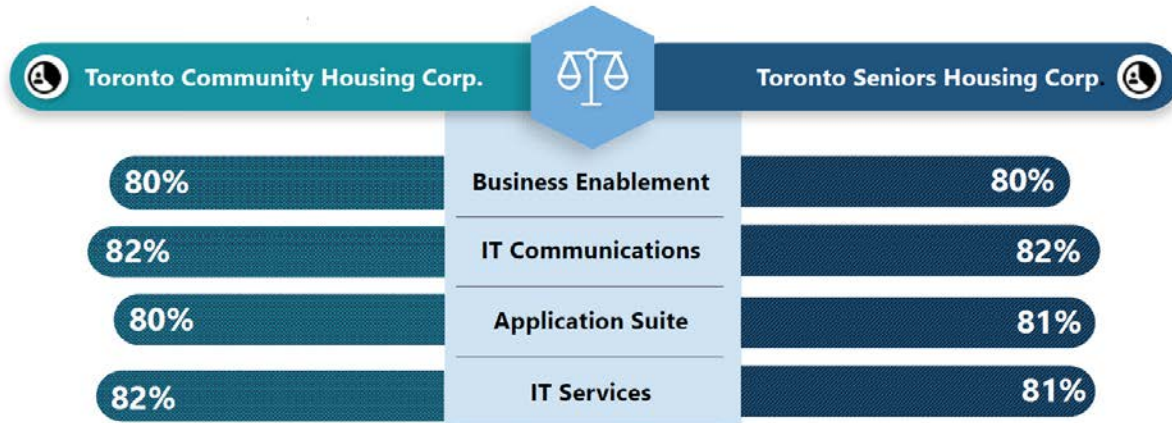 Toronto Community Housing Corp.
Toronto Seniors Housing Corp.
80%
Business Enablement
80%
82%
IT Communications
82%
80%
Application Suite
81%
82%
IT Services
81%